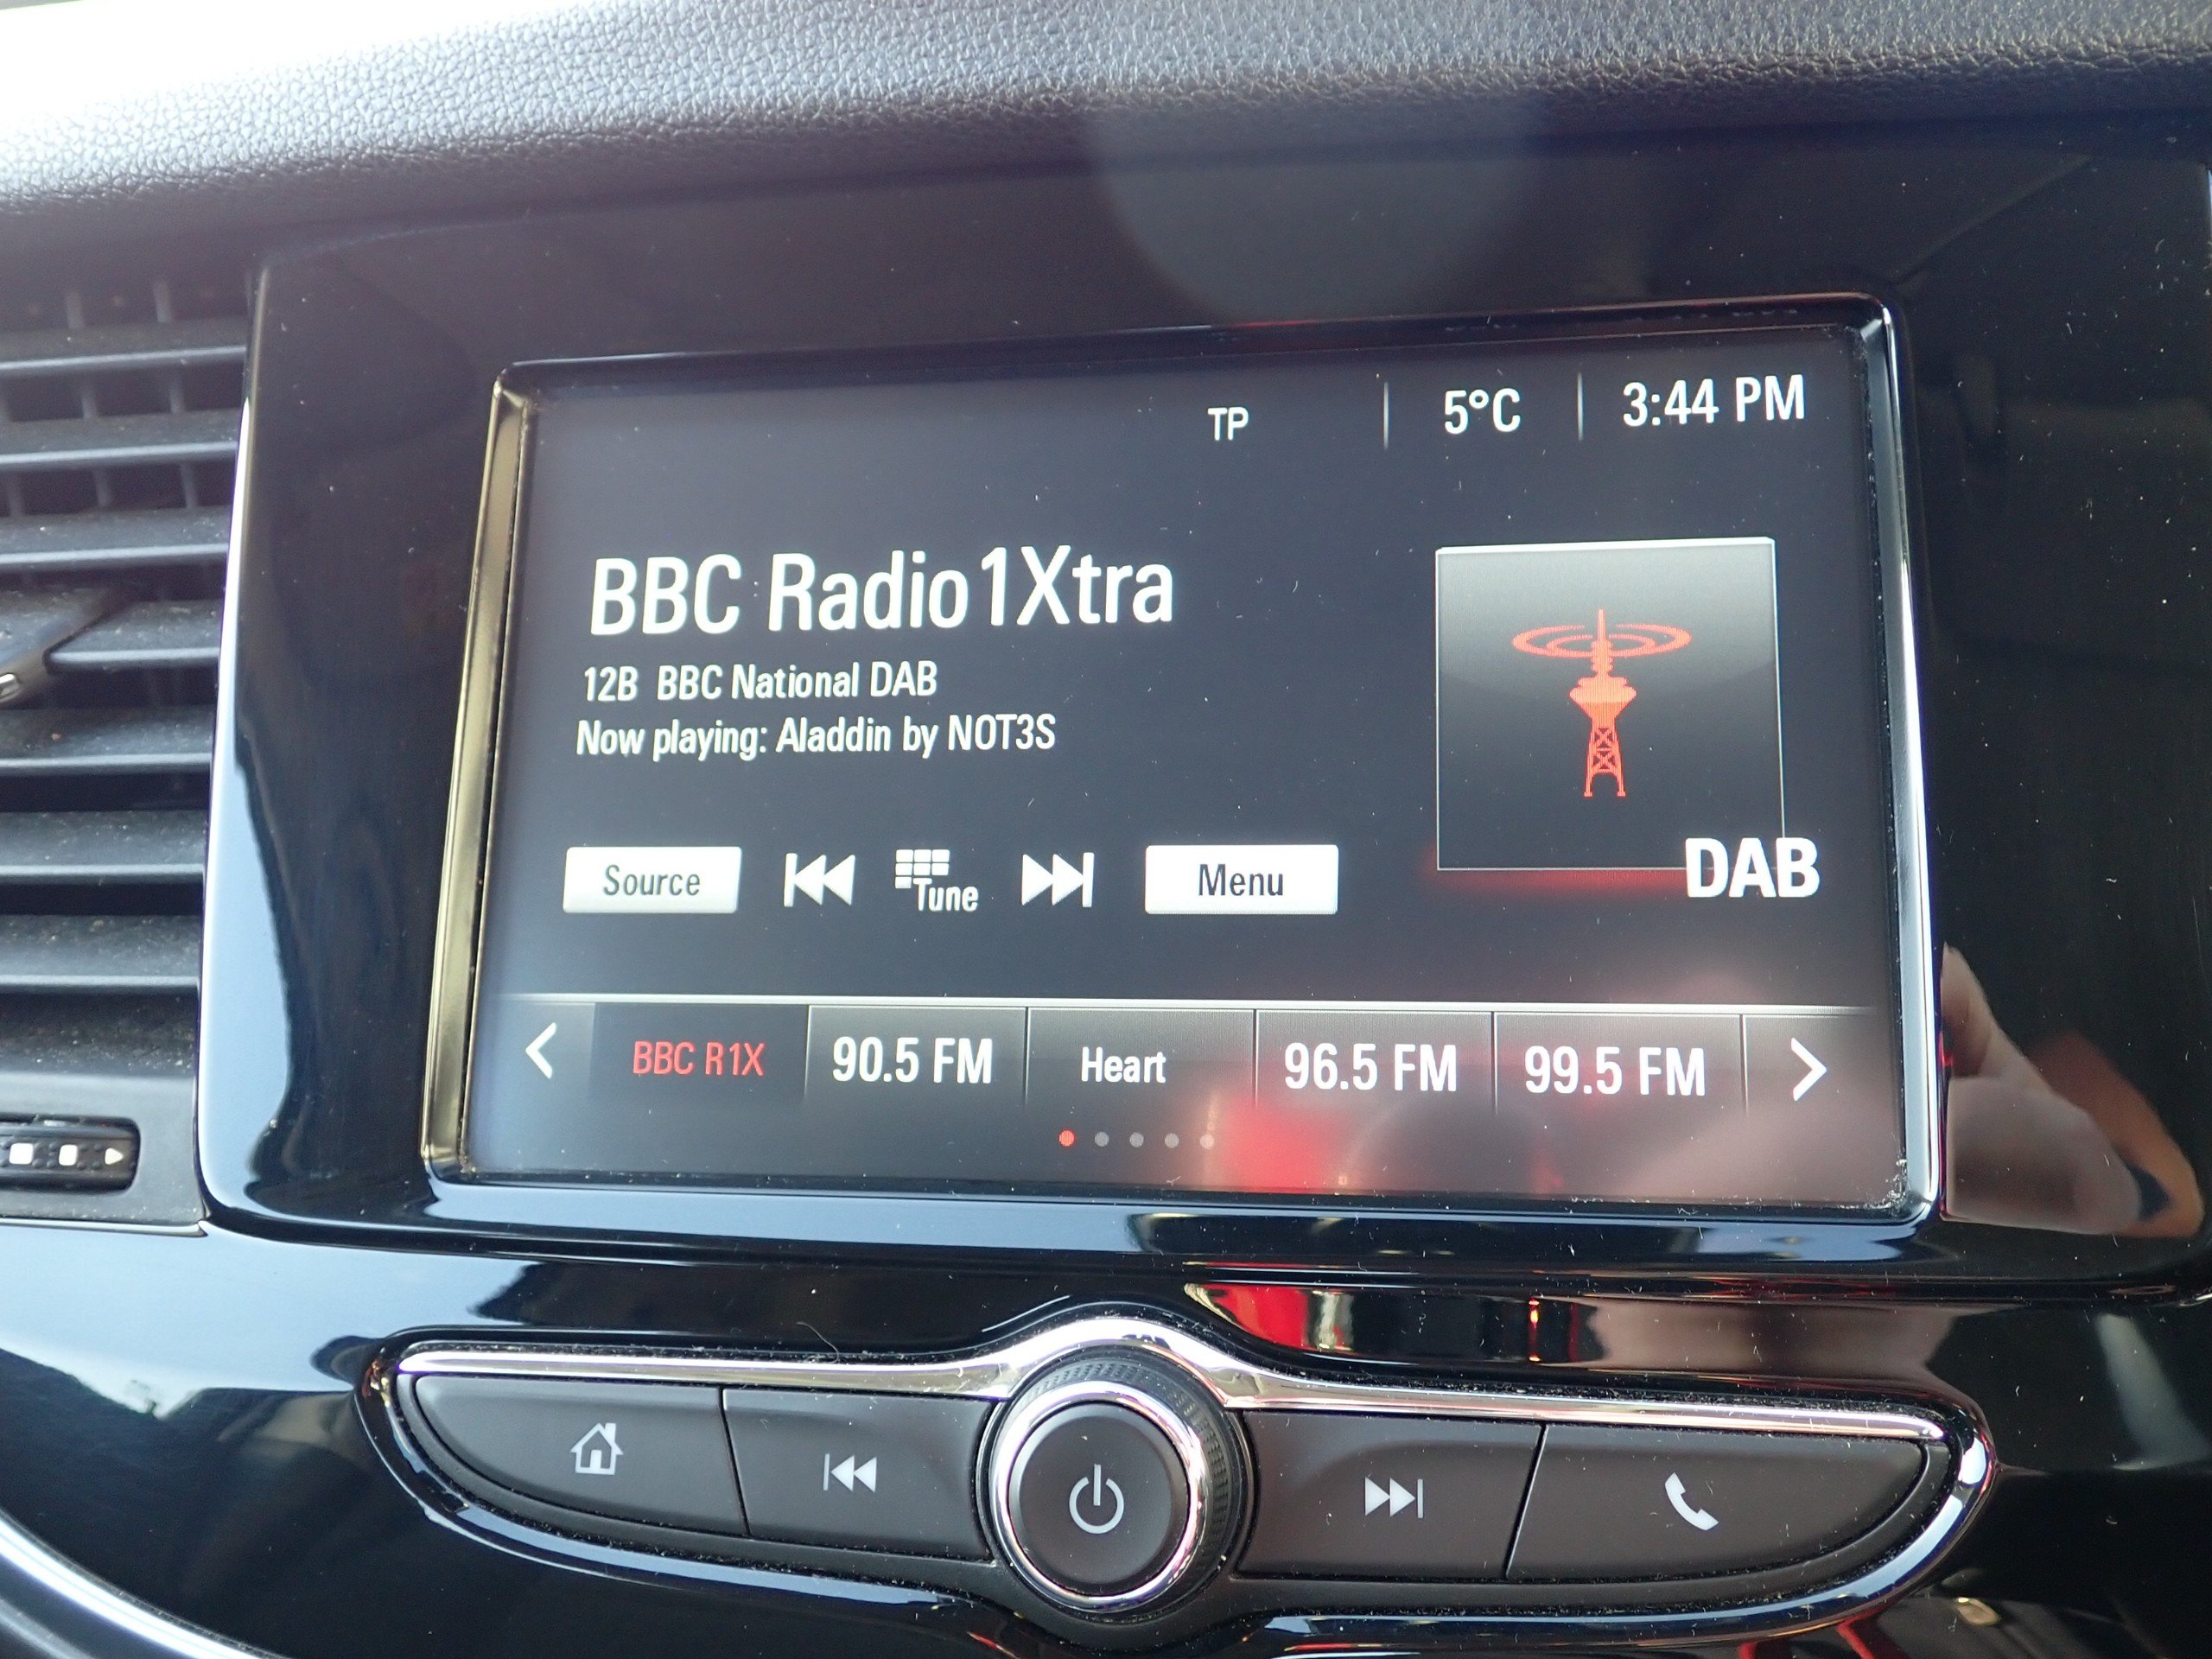 TP 5°C 3:44 PM
BBC Radio 1Xtra
12B BBC National DAB
Now playing: Aladdin by NOT3S
Source Tune Menu
DAB
BBC R1X 90.5 FM Heart 96.5 FM 99.5 FM